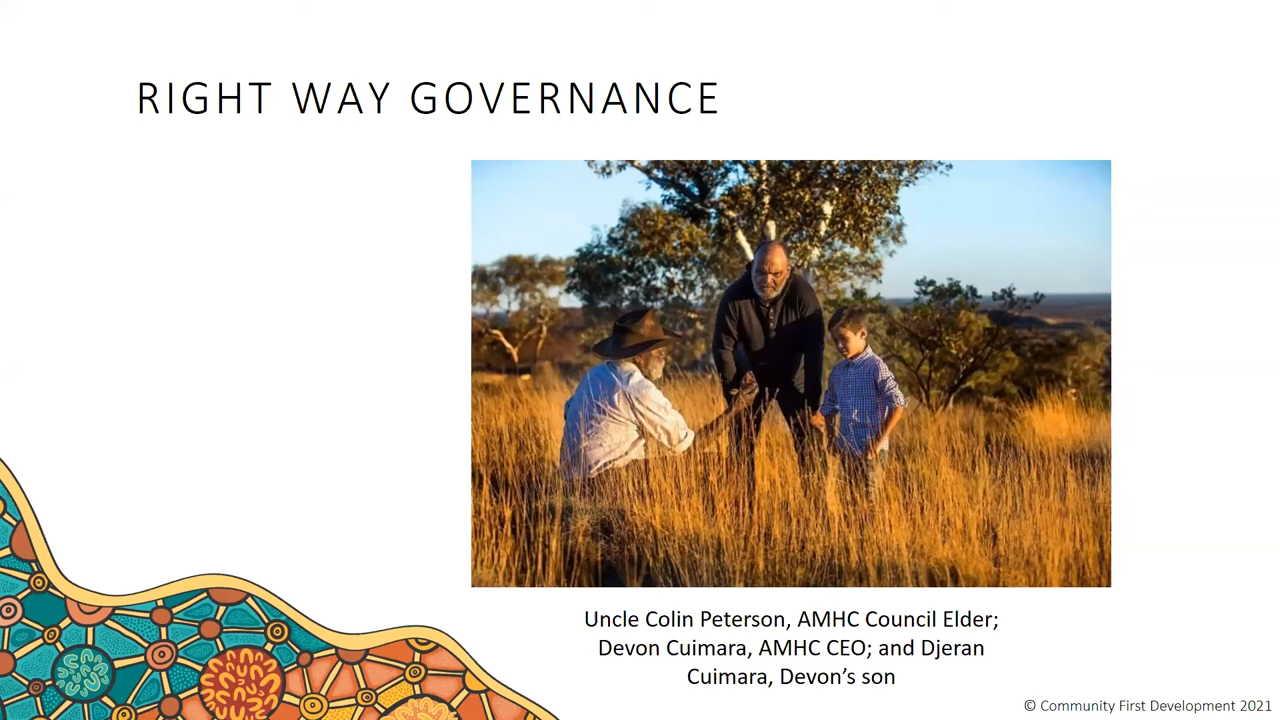 RIGHT WAY GOVERNANCE
Uncle Colin Peterson, AMHC Council Elder;
Devon Cuimara, AMHC CEO; and Djeran
Cuimara, Devon’s son
© Community First Development 2021